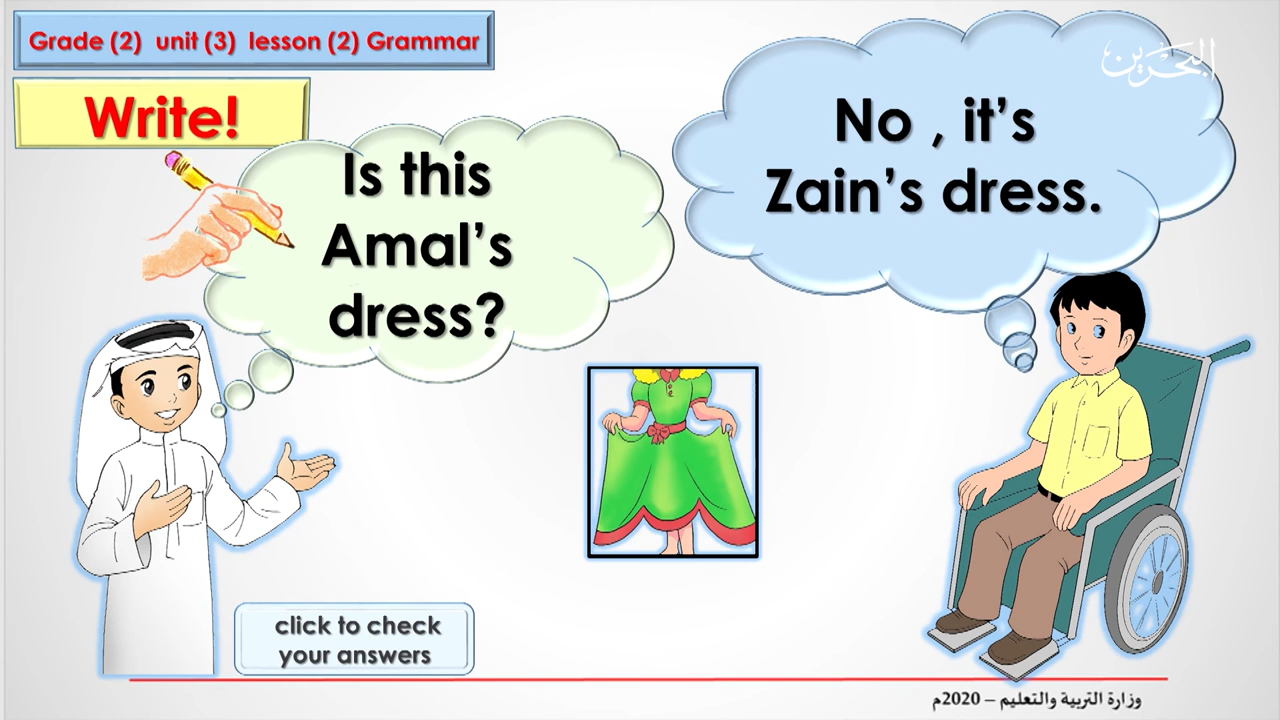 Grade (2) unit (3) lesson (2) Grammar
Write!
Is this
Amal’s
dress?
No , it’s
Zain’s dress.
البحرين
click to check
your answers
وزارة التربية والتعليم – 2020م